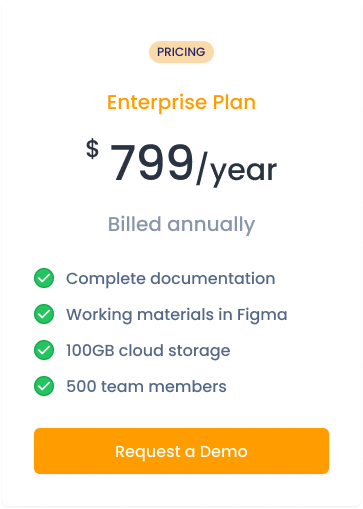 PRICING
Enterprise Plan
$ 799/year
Billed annually
Complete documentation
Working materials in Figma
100GB cloud storage
500 team members
Request a Demo